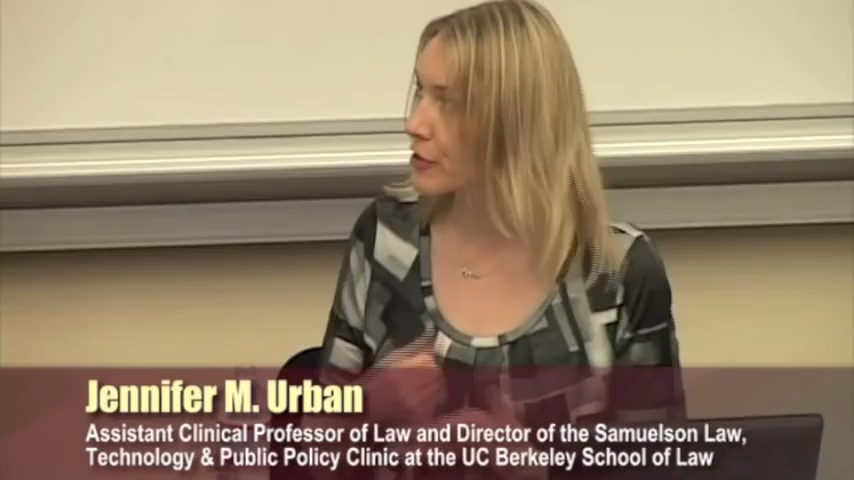 Jennifer M. Urban
Assistant Clinical Professor of Law and Director of the Samuelson Law,
Technology & Public Policy Clinic at the UC Berkeley School of Law